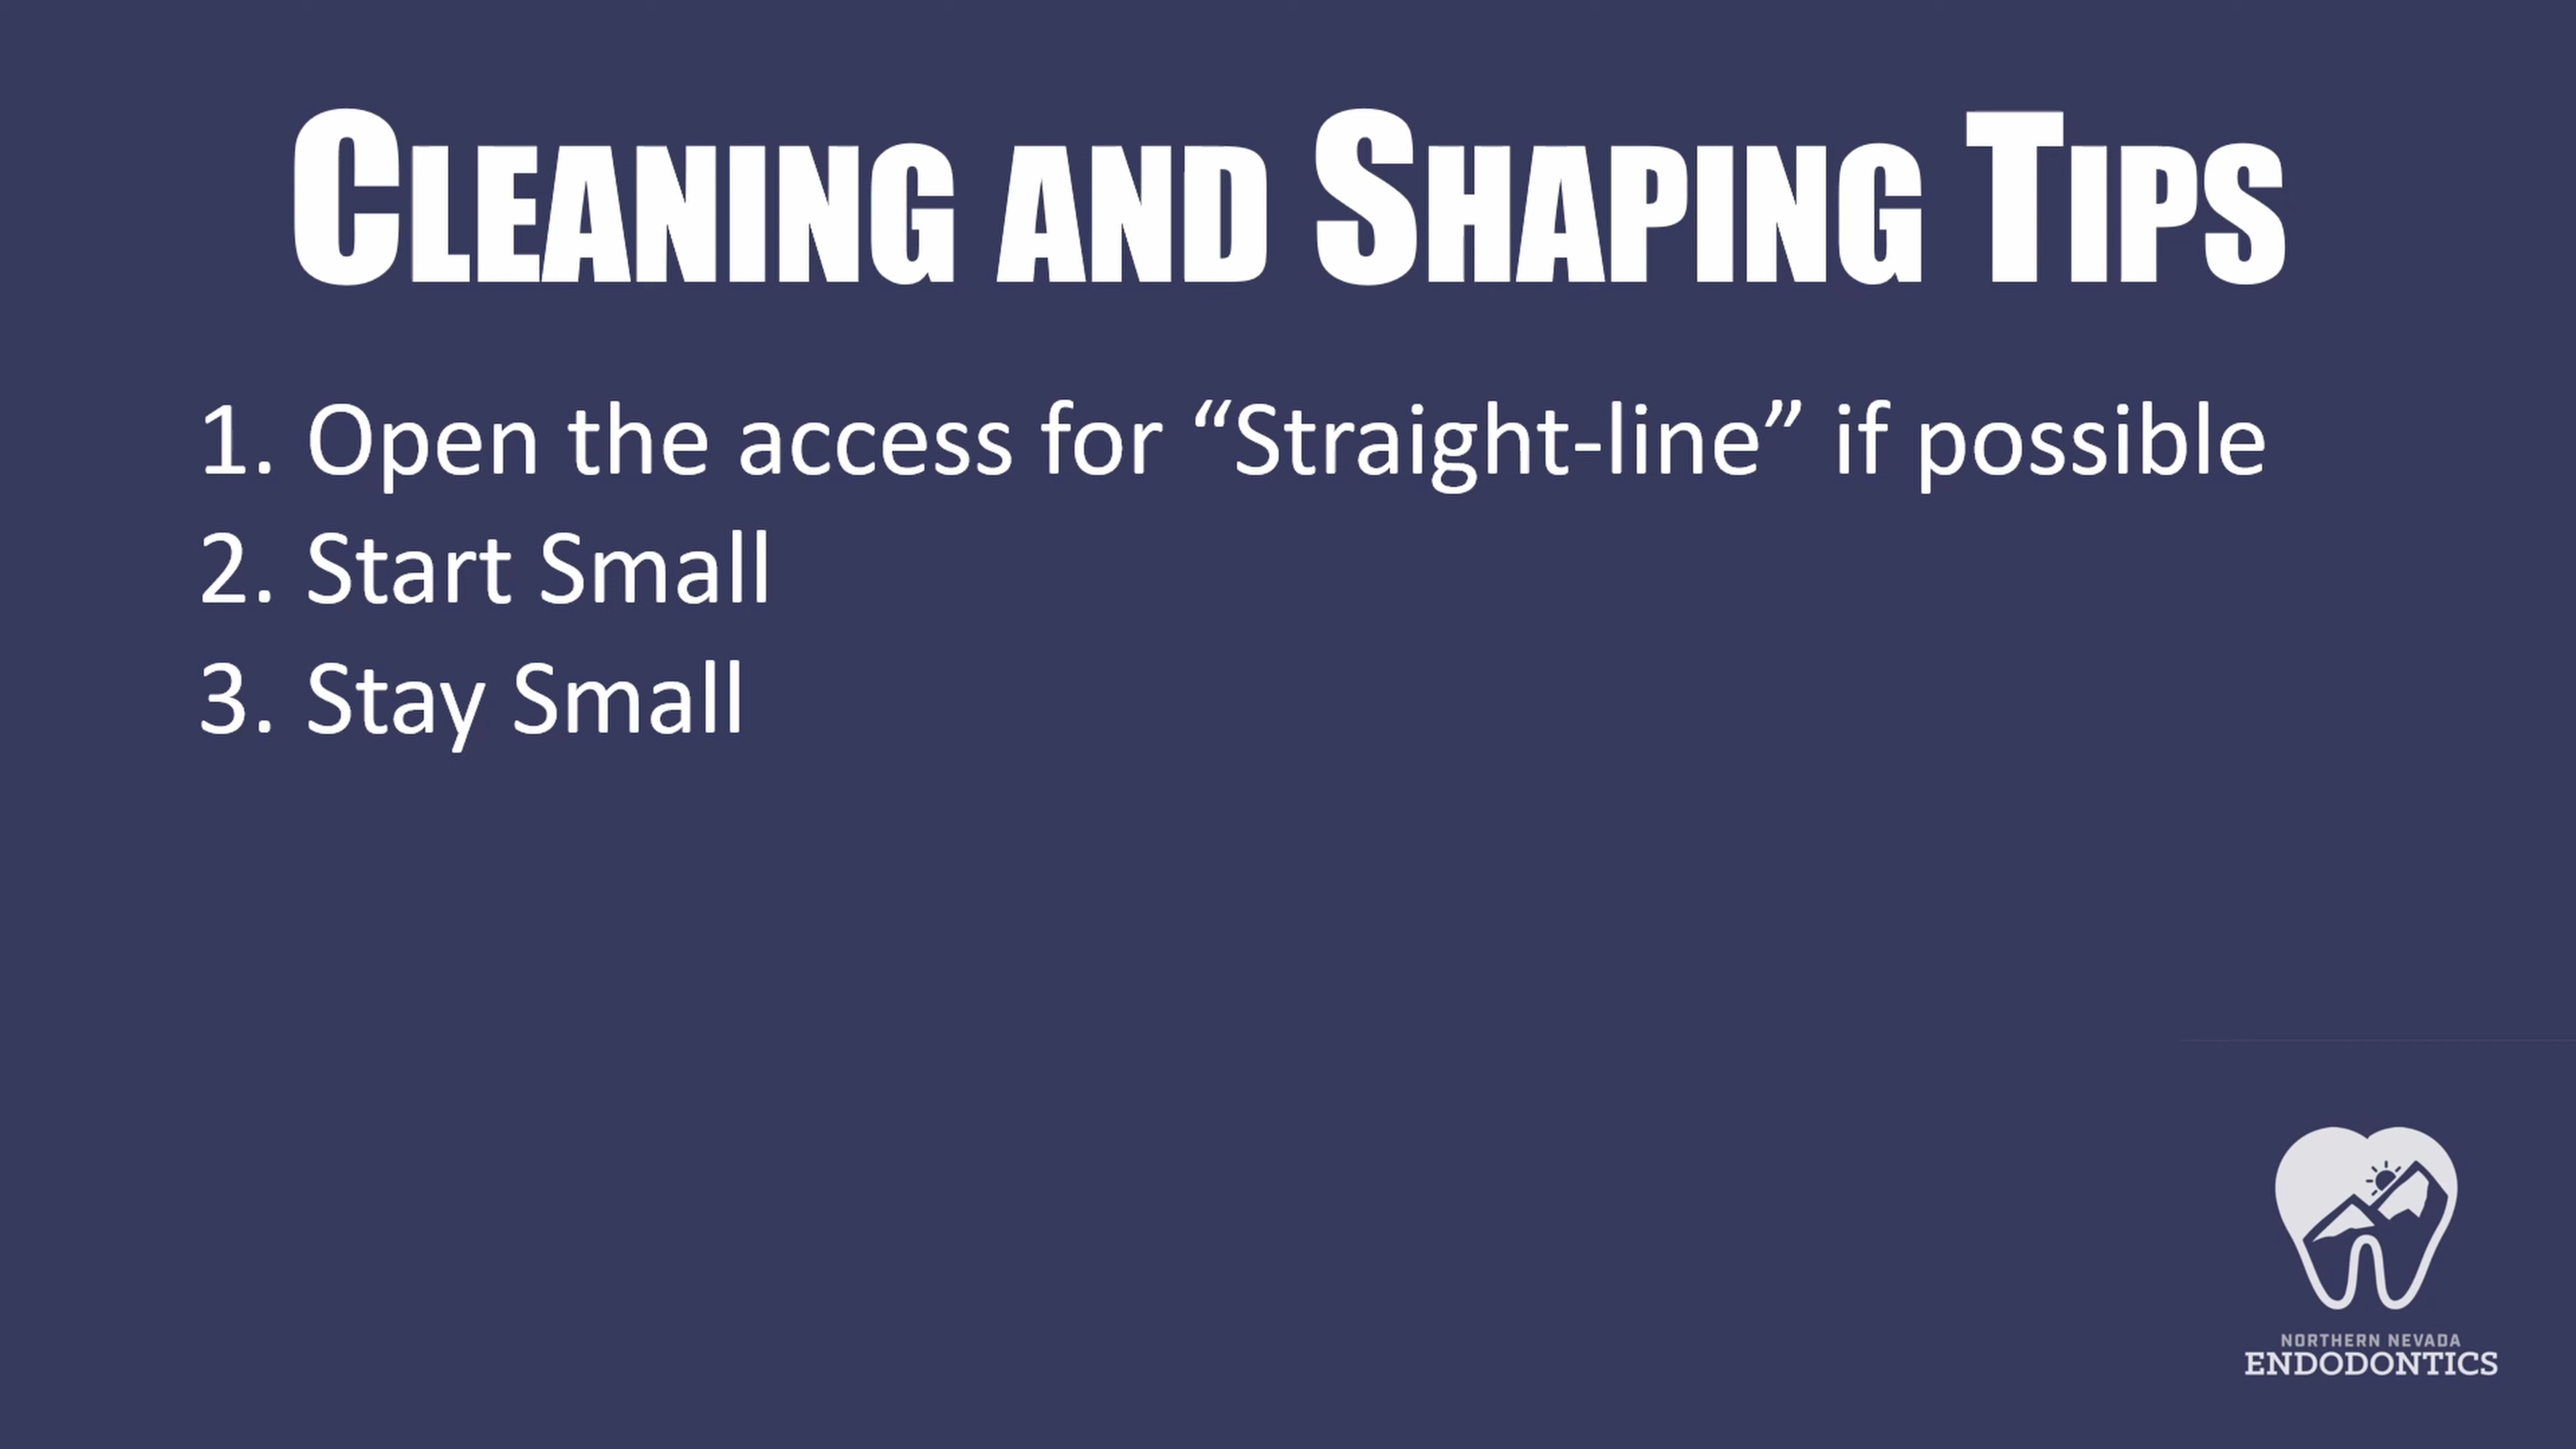 CLEANING AND SHAPING TIPS
1. Open the access for “Straight-line” if possible
2. Start Small
3. Stay Small
NORTHERN NEVADA
ENDODONTICS